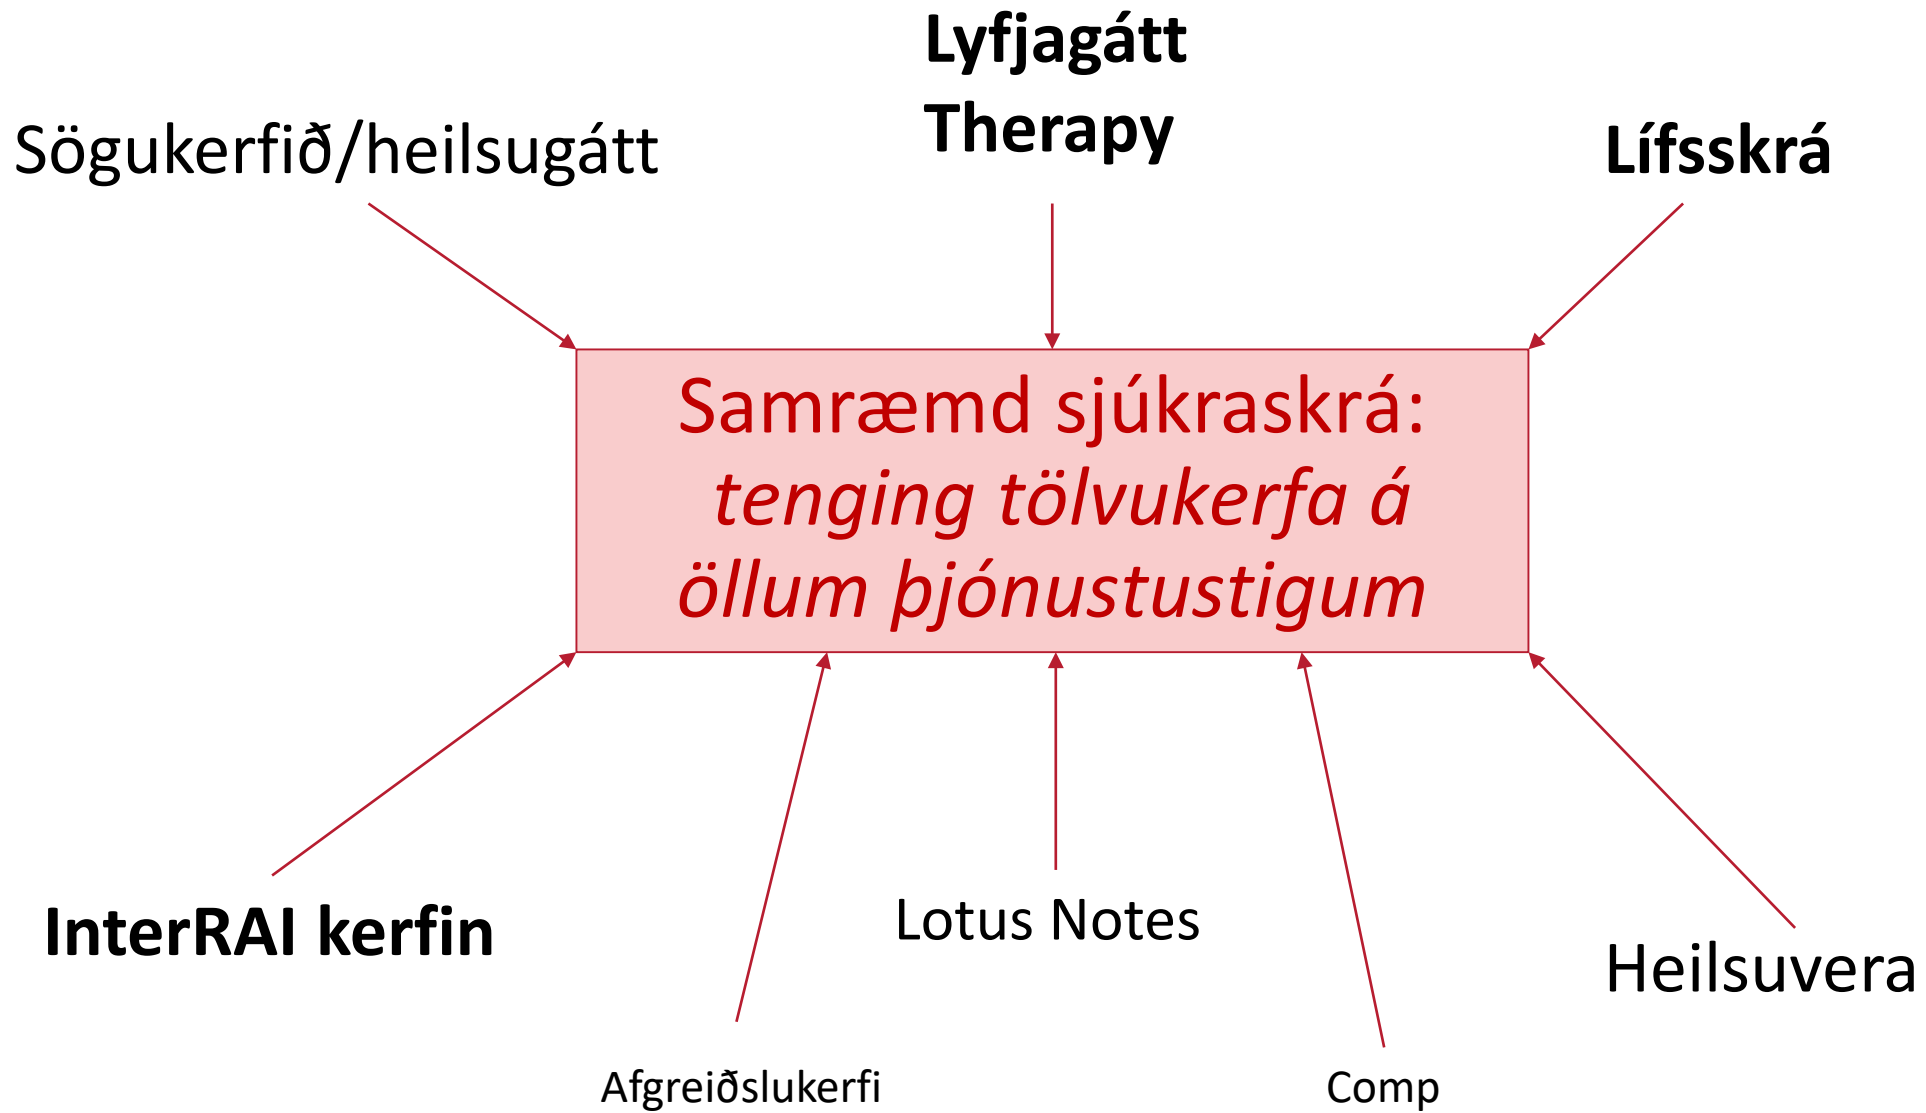 Lyfjagátt
Therapy
Sögukerfið/heilsugátt
Lífsskrá
Samræmd sjúkraskrá:
tenging tölvukerfa á
öllum þjónustustigum
InterRAI kerfin
Lotus Notes
Heilsuvera
Afgreiðslukerfi
Comp